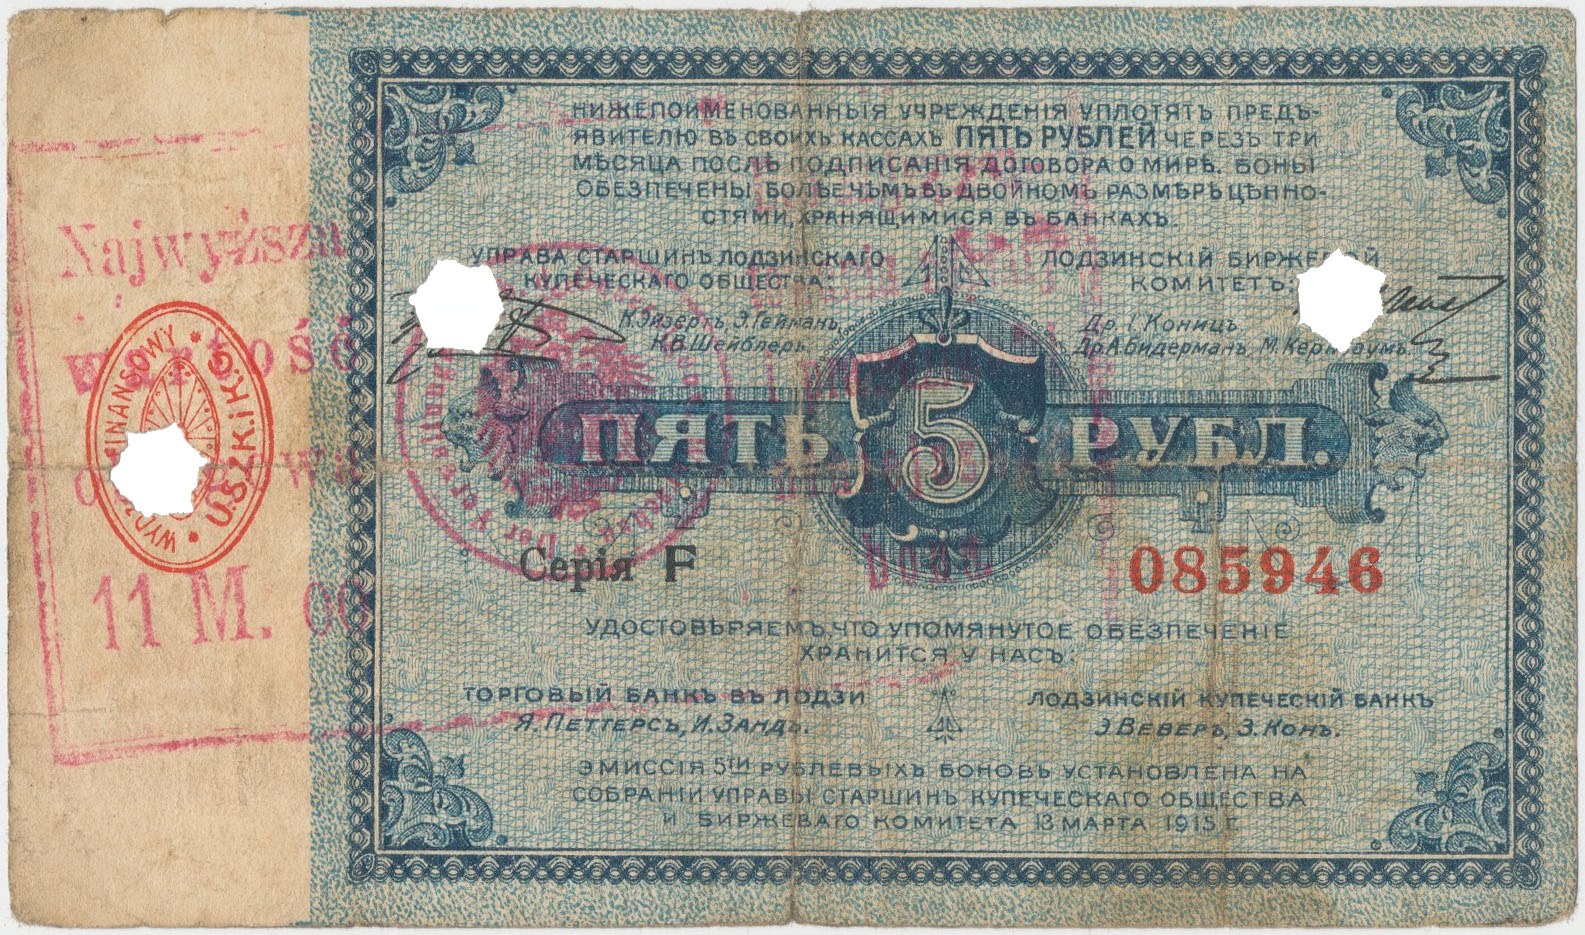 НИЖЕПОИМЕНОВАННЫЯ УЧРЕЖДЕНІЯ УПЛОТЯТЪ ПРЕДЪ-
ЯВИТЕЛЮ ВЪ СВОИХЪ КАССАХЪ ПЯТЬ РУБЛЕЙ ЧЕРЕЗЪ ТРИ
МѢСЯЦА ПОСЛѢ ПОДПИСАНІЯ ДОГОВОРА О МИРѢ. БОНЫ
ОБЕЗПЕЧЕНЫ БОЛѢЕ ЧѢМЪ ВЪ ДВОЙНОМЪ РАЗМѢРѢ ЦѢННО-
СТЯМИ, ХРАНЯЩИМИСЯ ВЪ БАНКАХЪ.
УПРАВА СТАРШИНЪ ЛОДЗИНСКАГО
КУПЕЧЕСКАГО ОБЩЕСТВА:
К. Эйзертъ, Э. Гейманъ,
К. В. Шейблеръ.
ЛОДЗИНСКІЙ БИРЖЕВОЙ
КОМИТЕТЪ:
Др. І. Коницъ.
Др. А. Бидерманъ, М. Кернбаумъ.
ПЯТЬ 5 РУБЛ.
Серія F
085946
УДОСТОВѢРЯЕМЪ, ЧТО УПОМЯНУТОЕ ОБЕЗПЕЧЕНІЕ
ХРАНИТСЯ У НАСЪ:
ТОРГОВЫЙ БАНКЪ ВЪ ЛОДЗИ
Я. ПЕТТЕРСЪ, И. ЗАНДЪ.
ЛОДЗИНСКІЙ КУПЕЧЕСКІЙ БАНКЪ
Э. ВЕВЕРЪ, З. КОНЪ.
ЭМИССІЯ 5ТИ РУБЛЕВЫХЪ БОНОВЪ УСТАНОВЛЕНА НА
СОБРАНІИ УПРАВЫ СТАРШИНЪ КУПЕЧЕСКАГО ОБЩЕСТВА
И БИРЖЕВАГО КОМИТЕТА 13 МАРТА 1915 Г.
Najwyższa
wartość
11 M. 00
FINANSOWY
U.SZ.K.i K.G.